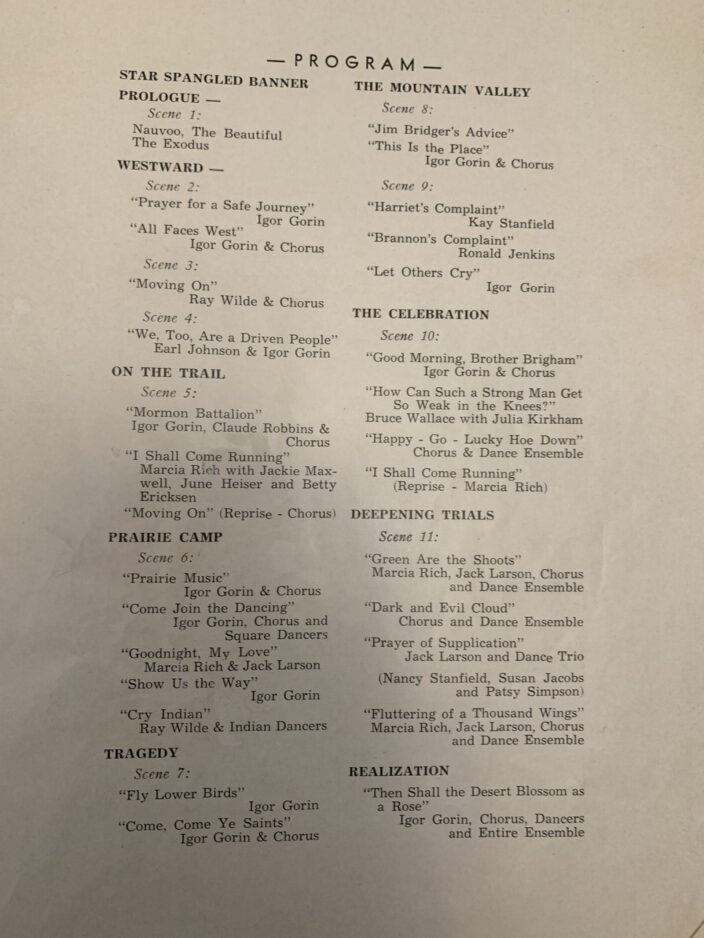 — PROGRAM —
STAR SPANGLED BANNER
PROLOGUE —
Scene 1:
Nauvoo, The Beautiful
The Exodus
WESTWARD —
Scene 2:
"Prayer for a Safe Journey"
Igor Gorin
"All Faces West"
Igor Gorin & Chorus
Scene 3:
"Moving On"
Ray Wilde & Chorus
Scene 4:
"We, Too, Are a Driven People"
Earl Johnson & Igor Gorin
ON THE TRAIL
Scene 5:
"Mormon Battalion"
Igor Gorin, Claude Robbins &
Chorus
"I Shall Come Running"
Marcia Rich with Jackie Max-
well, June Heiser and Betty
Ericksen
"Moving On" (Reprise - Chorus)
PRAIRIE CAMP
Scene 6:
"Prairie Music"
Igor Gorin & Chorus
"Come Join the Dancing"
Igor Gorin, Chorus and
Square Dancers
"Goodnight, My Love"
Marcia Rich & Jack Larson
"Show Us the Way"
Igor Gorin
"Cry Indian"
Ray Wilde & Indian Dancers
TRAGEDY
Scene 7:
"Fly Lower Birds"
Igor Gorin
"Come, Come Ye Saints"
Igor Gorin & Chorus
THE MOUNTAIN VALLEY
Scene 8:
"Jim Bridger's Advice"
"This Is the Place"
Igor Gorin & Chorus
Scene 9:
"Harriet's Complaint"
Kay Stanfield
"Brannon's Complaint"
Ronald Jenkins
"Let Others Cry"
Igor Gorin
THE CELEBRATION
Scene 10:
"Good Morning, Brother Brigham"
Igor Gorin & Chorus
"How Can Such a Strong Man Get
So Weak in the Knees?"
Bruce Wallace with Julia Kirkham
"Happy - Go - Lucky Hoe Down"
Chorus & Dance Ensemble
"I Shall Come Running"
(Reprise - Marcia Rich)
DEEPENING TRIALS
Scene 11:
"Green Are the Shoots"
Marcia Rich, Jack Larson, Chorus
and Dance Ensemble
"Dark and Evil Cloud"
Chorus and Dance Ensemble
"Prayer of Supplication"
Jack Larson and Dance Trio
(Nancy Stanfield, Susan Jacobs
and Patsy Simpson)
"Fluttering of a Thousand Wings"
Marcia Rich, Jack Larson, Chorus
and Dance Ensemble
REALIZATION
"Then Shall the Desert Blossom as
a Rose"
Igor Gorin, Chorus, Dancers
and Entire Ensemble